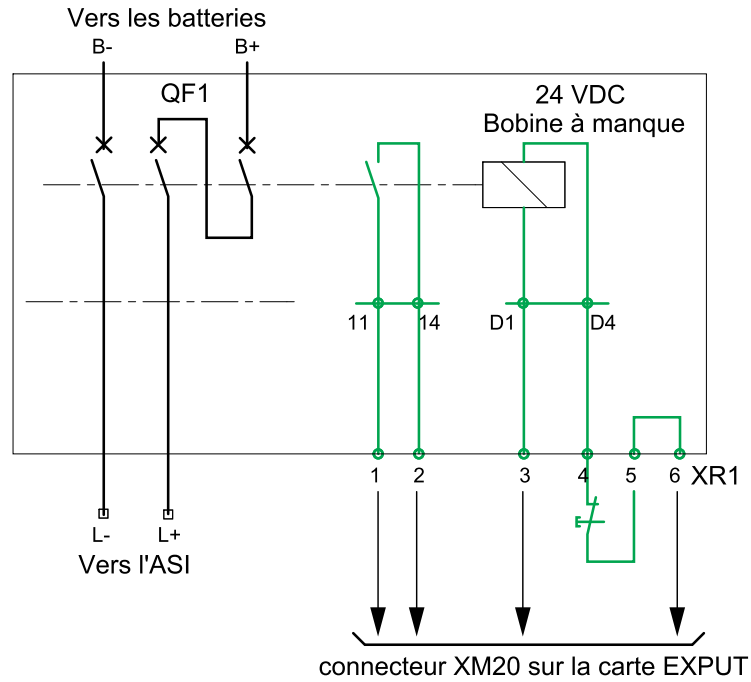 Vers les batteries
B- B+
QF1
24 VDC
Bobine à manque
11 14 D1 D4
1 2 3 4 5 6 XR1
L- L+
Vers l'ASI
connecteur XM20 sur la carte EXPUT